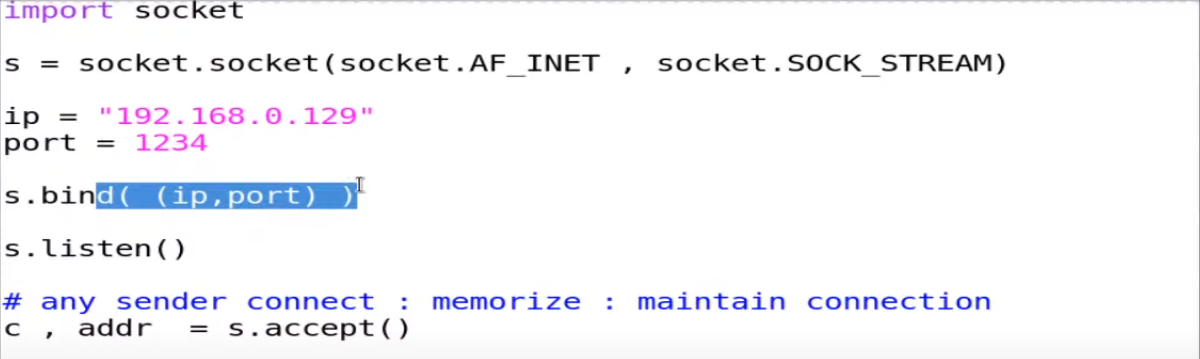 import socket
s = socket.socket(socket.AF_INET , socket.SOCK_STREAM)
ip = "192.168.0.129"
port = 1234
s.bind( (ip,port) )
s.listen()
# any sender connect : memorize : maintain connection
c , addr  = s.accept()